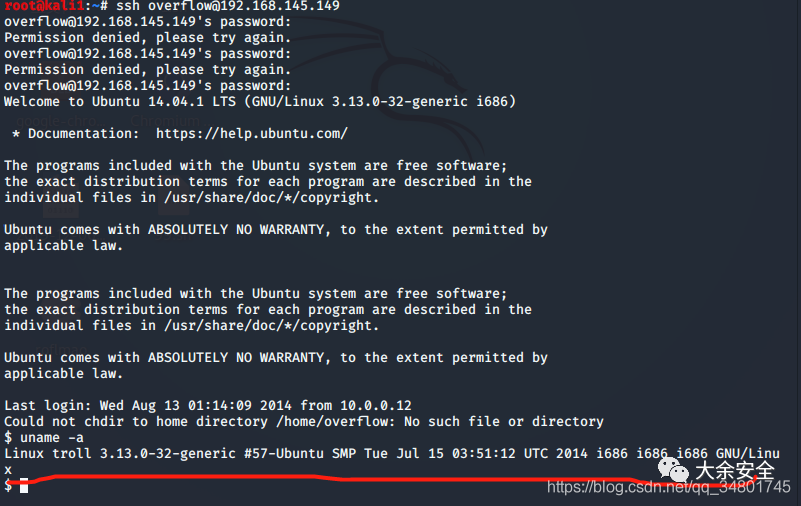 root@kali1:~# ssh overflow@192.168.145.149
overflow@192.168.145.149's password:
Permission denied, please try again.
overflow@192.168.145.149's password:
Permission denied, please try again.
overflow@192.168.145.149's password:
Welcome to Ubuntu 14.04.1 LTS (GNU/Linux 3.13.0-32-generic i686)
* Documentation:  https://help.ubuntu.com/
The programs included with the Ubuntu system are free software;
the exact distribution terms for each program are described in the
individual files in /usr/share/doc/*/copyright.
Ubuntu comes with ABSOLUTELY NO WARRANTY, to the extent permitted by
applicable law.
The programs included with the Ubuntu system are free software;
the exact distribution terms for each program are described in the
individual files in /usr/share/doc/*/copyright.
Ubuntu comes with ABSOLUTELY NO WARRANTY, to the extent permitted by
applicable law.
Last login: Wed Aug 13 01:14:09 2014 from 10.0.0.12
Could not chdir to home directory /home/overflow: No such file or directory
$ uname -a
Linux troll 3.13.0-32-generic #57-Ubuntu SMP Tue Jul 15 03:51:12 UTC 2014 i686 i686 i686 GNU/Linu
x
$
大余安全
https://blog.csdn.net/qq_34801745